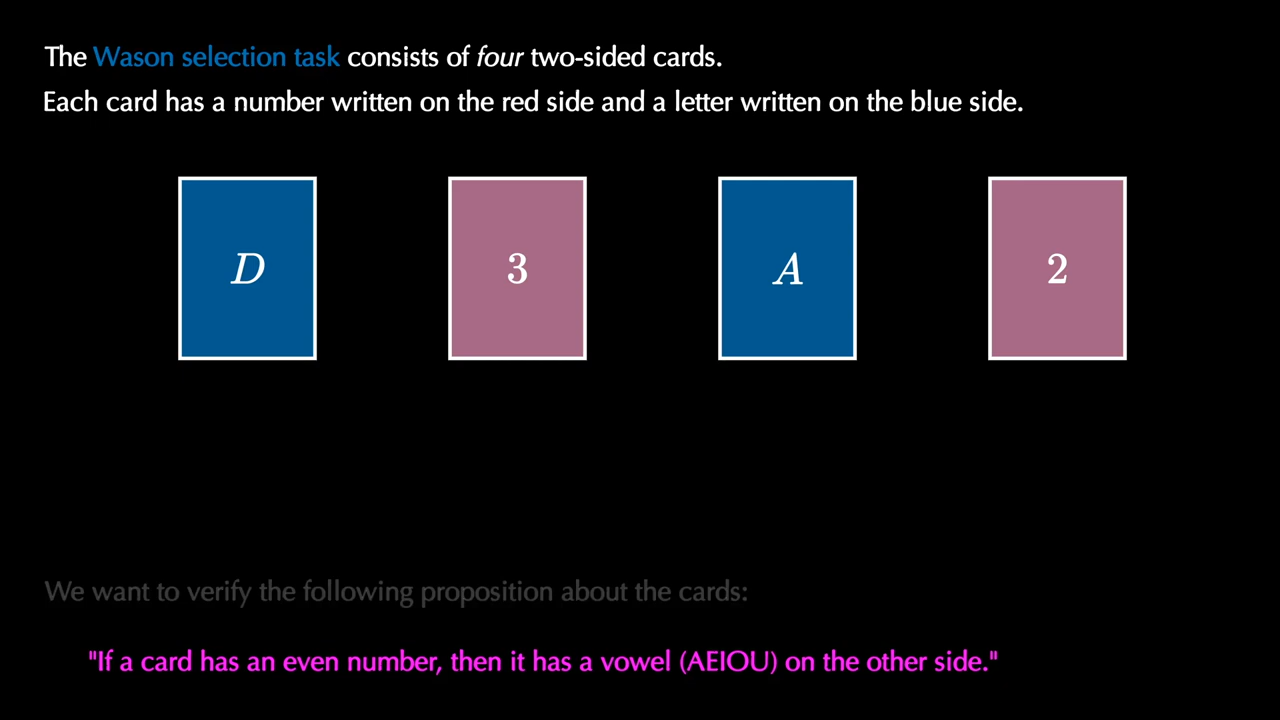 The Wason selection task consists of four two-sided cards.
Each card has a number written on the red side and a letter written on the blue side.
D 3 A 2
We want to verify the following proposition about the cards:
"If a card has an even number, then it has a vowel (AEIOU) on the other side."